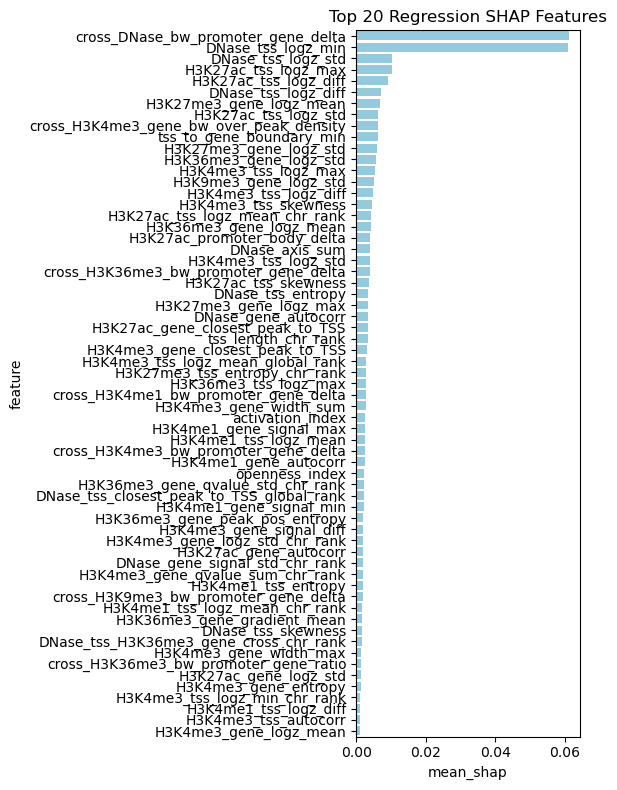 Top 20 Regression SHAP Features
cross_DNase_bw_promoter_gene_delta
DNase_tss_logz_min
DNase_tss_logz_std
H3K27ac_tss_logz_max
H3K27ac_tss_logz_diff
DNase_tss_logz_diff
H3K27me3_gene_logz_mean
H3K27ac_tss_logz_std
cross_H3K4me3_gene_bw_over_peak_density
tss_to_gene_boundary_min
H3K27me3_gene_logz_std
H3K36me3_gene_logz_std
H3K4me3_tss_logz_max
H3K9me3_gene_logz_std
H3K4me3_tss_logz_diff
H3K4me3_tss_skewness
H3K27ac_tss_logz_mean_chr_rank
H3K36me3_gene_logz_mean
H3K27ac_promoter_body_delta
DNase_axis_sum
H3K4me3_tss_logz_std
cross_H3K36me3_bw_promoter_gene_delta
H3K27ac_tss_skewness
DNase_tss_entropy
H3K27me3_gene_logz_max
DNase_gene_autocorr
H3K27ac_gene_closest_peak_to_TSS
tss_length_chr_rank
H3K4me3_gene_closest_peak_to_TSS
H3K4me3_tss_logz_mean_global_rank
H3K27me3_tss_entropy_chr_rank
H3K36me3_tss_logz_max
cross_H3K4me1_bw_promoter_gene_delta
H3K4me3_gene_width_sum
activation_index
H3K4me1_gene_signal_max
H3K4me1_tss_logz_mean
cross_H3K4me3_bw_promoter_gene_delta
H3K4me1_gene_autocorr
openness_index
H3K36me3_gene_qvalue_std_chr_rank
DNase_tss_closest_peak_to_TSS_global_rank
H3K4me1_gene_signal_min
H3K36me3_gene_peak_pos_entropy
H3K4me3_gene_signal_diff
H3K4me3_gene_logz_std_chr_rank
H3K27ac_gene_autocorr
DNase_gene_signal_std_chr_rank
H3K4me3_gene_qvalue_sum_chr_rank
H3K4me1_tss_entropy
cross_H3K9me3_bw_promoter_gene_delta
H3K4me1_tss_logz_mean_chr_rank
H3K36me3_gene_gradient_mean
DNase_tss_skewness
DNase_tss_H3K36me3_gene_cross_chr_rank
H3K4me3_gene_width_max
cross_H3K36me3_bw_promoter_gene_ratio
H3K27ac_gene_logz_std
H3K4me3_gene_entropy
H3K4me3_tss_logz_min_chr_rank
H3K4me1_tss_logz_diff
H3K4me3_tss_autocorr
H3K4me3_gene_logz_mean
feature
0.00 0.02 0.04 0.06
mean_shap